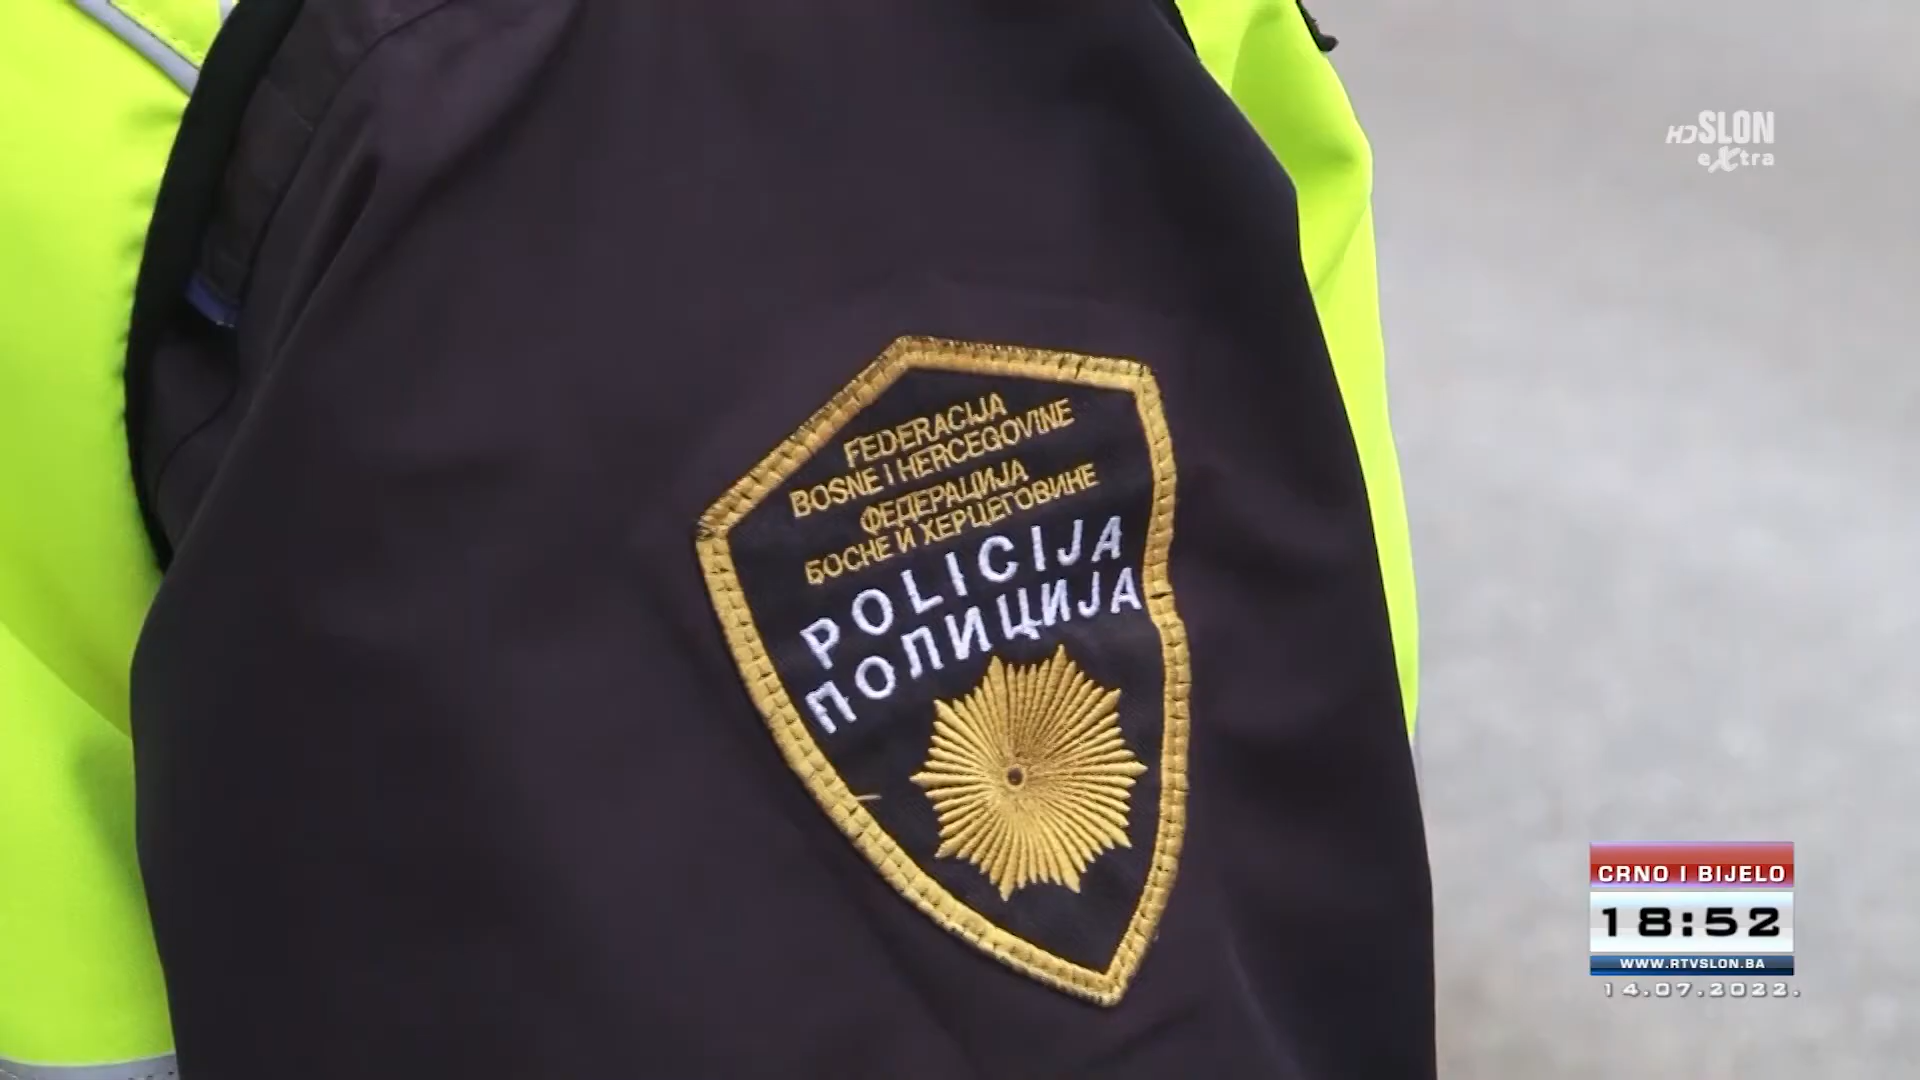 HD SLON
extra
FEDERACIJA
BOSNE I HERCEGOVINE
ФЕДЕРАЦИЈА
БОСНЕ И ХЕРЦЕГОВИНЕ
POLICIJA
ПОЛИЦИЈА
CRNO I BIJELO
18:52
WWW.RTVSLON.BA
14.07.2022.